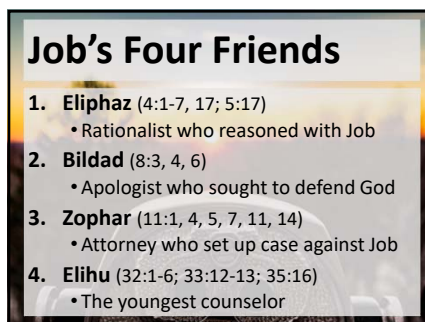 Job's Four Friends
1. Eliphaz (4:1-7, 17; 5:17)
• Rationalist who reasoned with Job
2. Bildad (8:3, 4, 6)
• Apologist who sought to defend God
3. Zophar (11:1, 4, 5, 7, 11, 14)
• Attorney who set up case against Job
4. Elihu (32:1-6; 33:12-13; 35:16)
• The youngest counselor